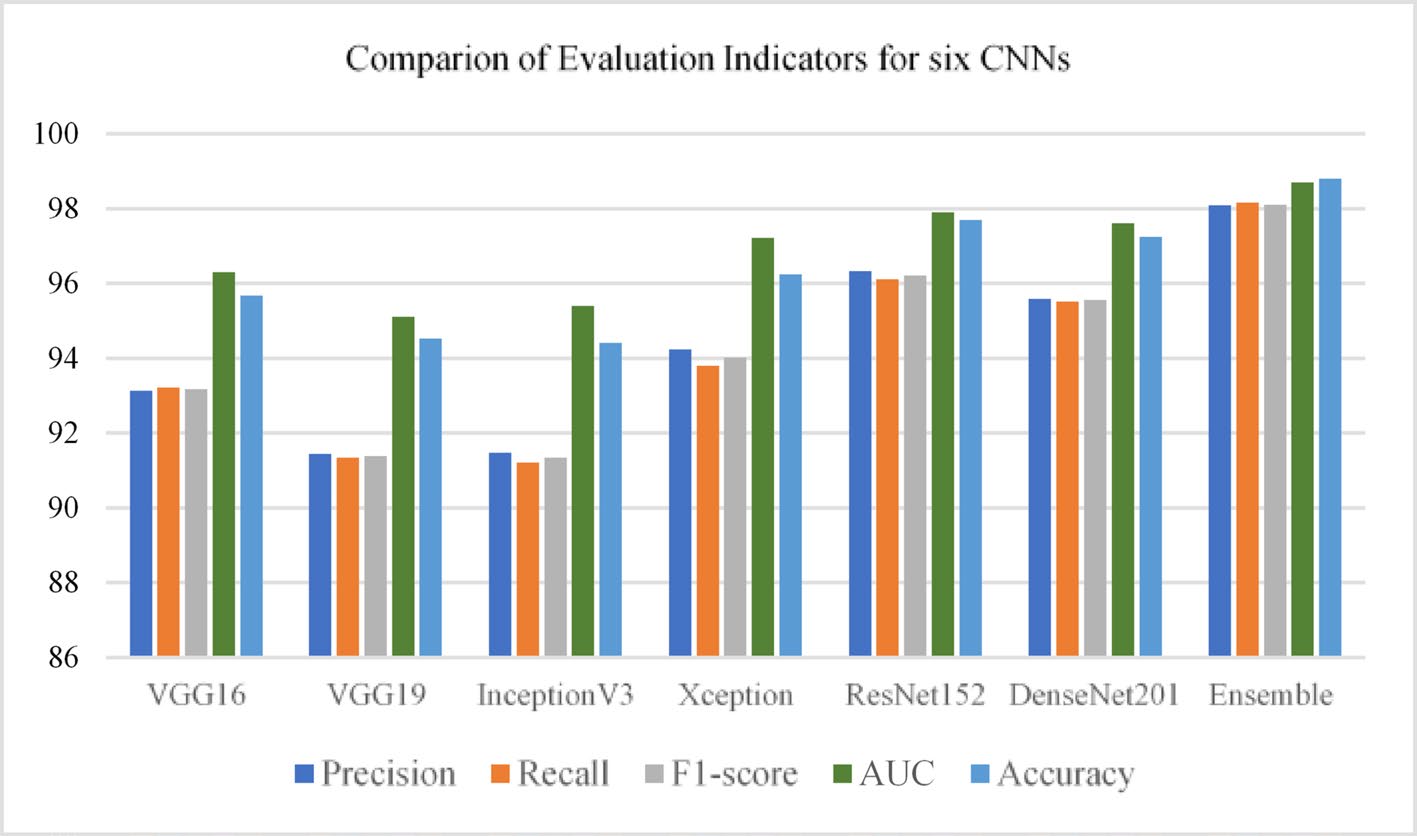 Comparion of Evaluation Indicators for six CNNs
100
98
96
94
92
90
88
86
VGG16 VGG19 InceptionV3 Xception ResNet152 DenseNet201 Ensemble
Precision Recall F1-score AUC Accuracy